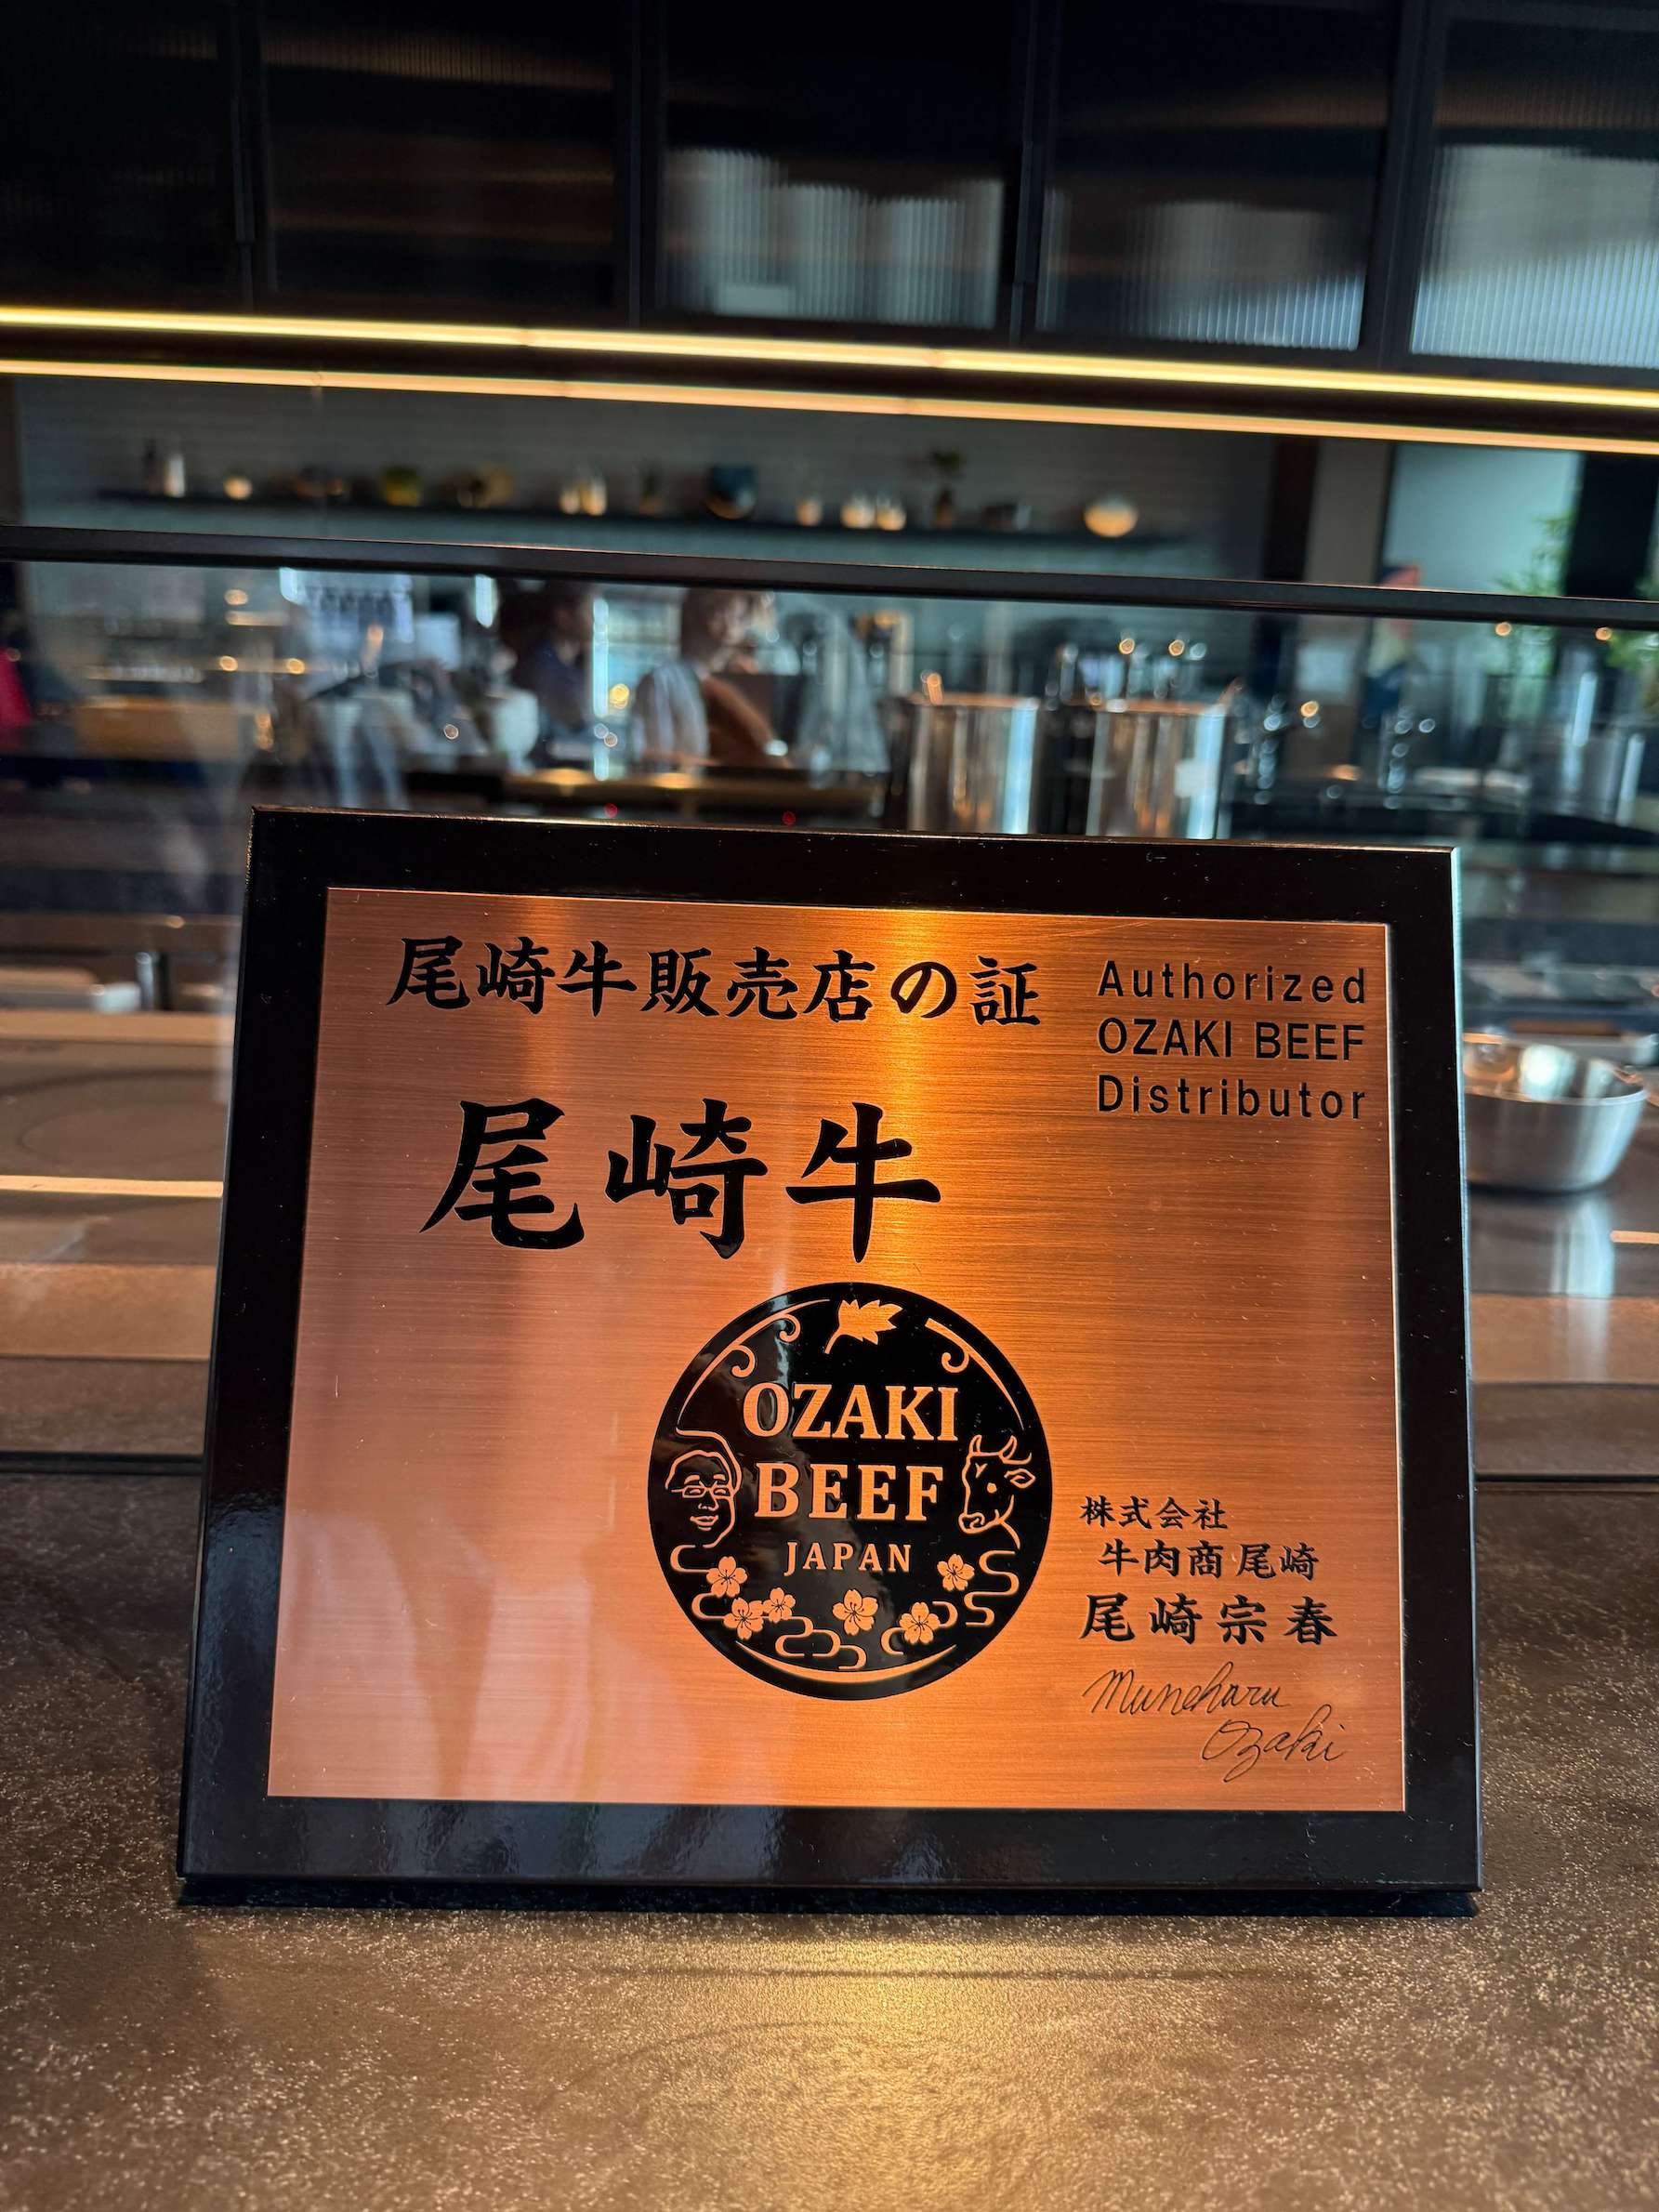 尾崎牛販売店の証
Authorized
OZAKI BEEF
Distributor
尾崎牛
OZAKI
BEEF
JAPAN
株式会社
牛肉商 尾崎
尾崎宗春
Muneharu
Ozaki